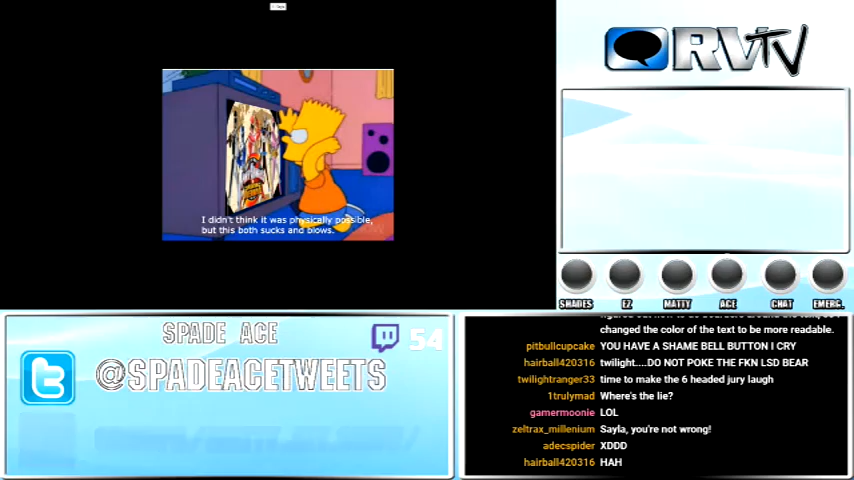 RVTV
I didn't think it was physically possible,
but this both sucks and blows.
SHADES
EZ
MATTY
ACE
CHAT
EMERG.
SPADE ACE
54
@SPADEACETWEETS
changed the color of the text to be more readable.
pitbullcupcake YOU HAVE A SHAME BELL BUTTON I CRY
hairball420316 twilight....DO NOT POKE THE FKN LSD BEAR
twilightranger33 time to make the 6 headed jury laugh
1trulymad Where's the lie?
gamermoonie LOL
zeltrax_millenium Sayla, you're not wrong!
adecspider XDDD
hairball420316 HAH